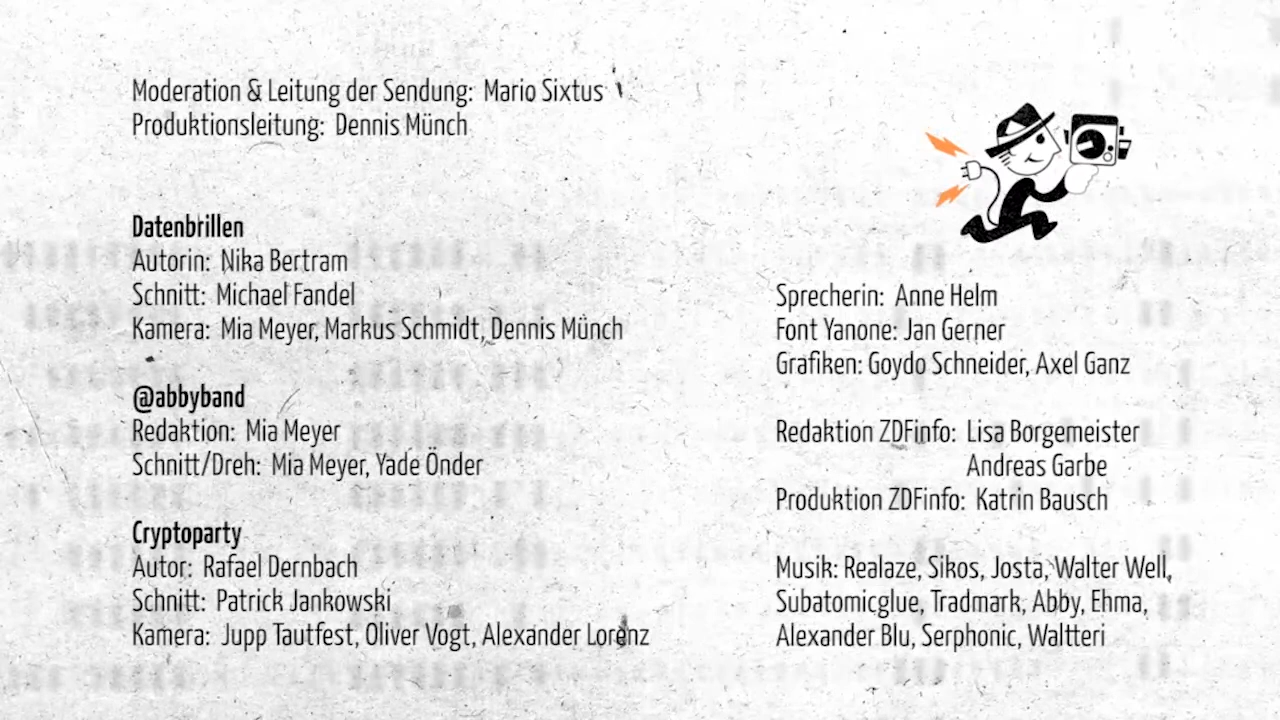 Moderation & Leitung der Sendung: Mario Sixtus
Produktionsleitung: Dennis Münch
Datenbrillen
Autorin: Nika Bertram
Schnitt: Michael Fandel
Kamera: Mia Meyer, Markus Schmidt, Dennis Münch
@abbyband
Redaktion: Mia Meyer
Schnitt/Dreh: Mia Meyer, Yade Önder
Cryptoparty
Autor: Rafael Dernbach
Schnitt: Patrick Jankowski
Kamera: Jupp Tautfest, Oliver Vogt, Alexander Lorenz
Sprecherin: Anne Helm
Font Yanone: Jan Gerner
Grafiken: Goydo Schneider, Axel Ganz
Redaktion ZDFinfo: Lisa Borgemeister
Andreas Garbe
Produktion ZDFinfo: Katrin Bausch
Musik: Realaze, Sikos, Josta, Walter Well,
Subatomicglue, Tradmark, Abby, Ehma,
Alexander Blu, Serphonic, Waltteri